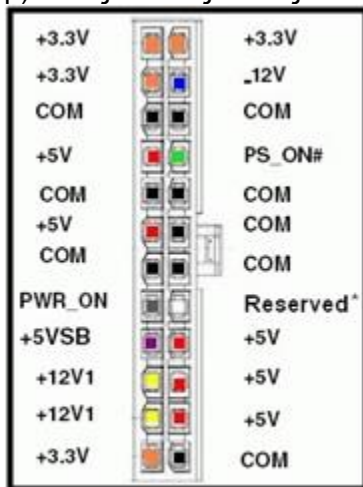 +3.3V +3.3V
+3.3V -12V
COM COM
+5V PS_ON#
COM COM
+5V COM
COM COM
PWR_ON Reserved*
+5VSB +5V
+12V1 +5V
+12V1 +5V
+3.3V COM